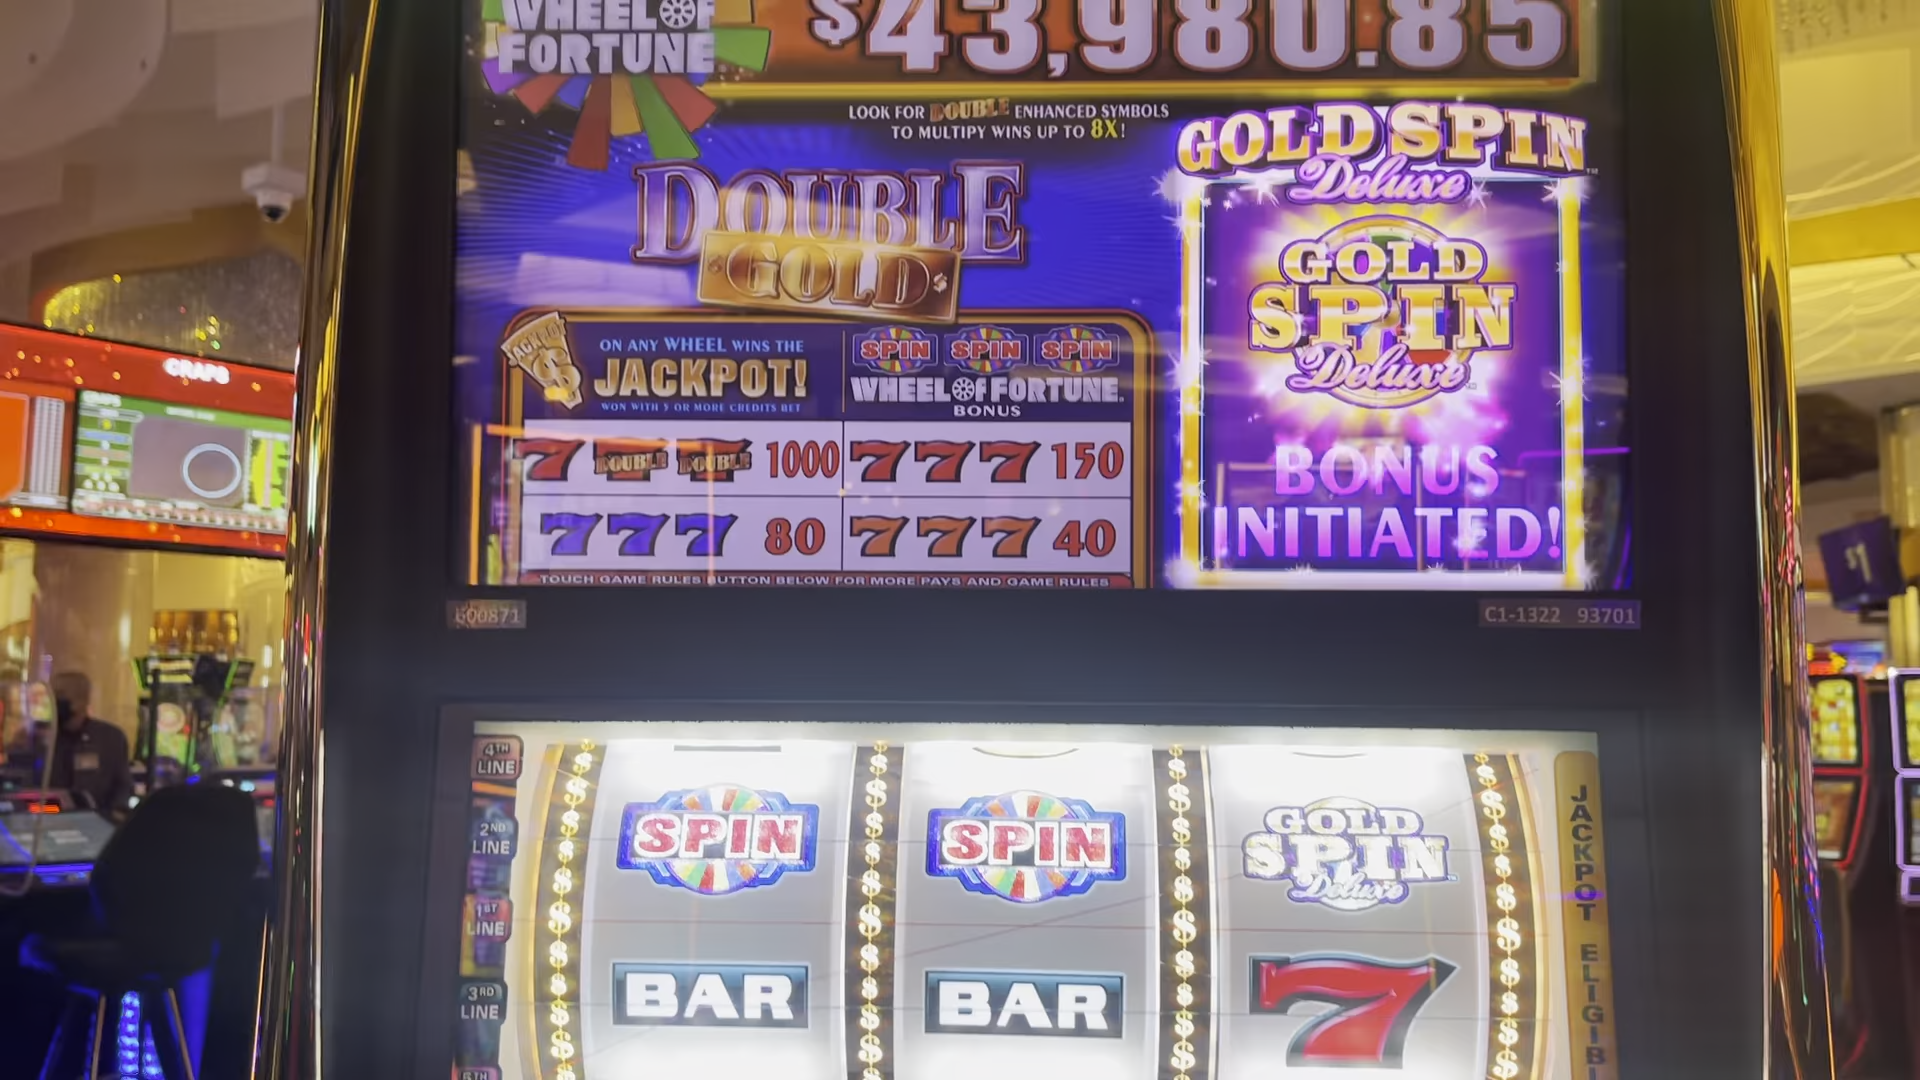 WHEEL OF
FORTUNE
$43,980.85
LOOK FOR DOUBLE ENHANCED SYMBOLS
TO MULTIPY WINS UP TO 8X!
DOUBLE
GOLD
GOLD SPIN
Deluxe
GOLD
SPIN
Deluxe
BONUS
INITIATED!
JACKPOT
$
ON ANY WHEEL WINS THE
JACKPOT!
WON WITH 5 OR MORE CREDITS BET
SPIN SPIN SPIN
WHEEL OF FORTUNE
BONUS
7 DOUBLE DOUBLE 1000
777 150
777 80
777 40
TOUCH GAME RULES BUTTON BELOW FOR MORE PAYS AND GAME RULES
600871
C1-1322 93701
CRAPS
$1
4TH
LINE
2ND
LINE
1ST
LINE
3RD
LINE
5TH
SPIN
SPIN
GOLD
SPIN
Deluxe
BAR
BAR
7
JACKPOT ELIGIB